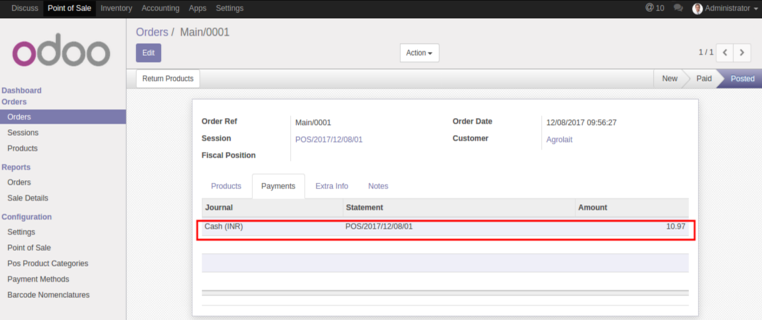 Discuss Point of Sale Inventory Accounting Apps Settings @ 10 Administrator
odoo
Orders / Main/0001
Edit Action 1 / 1
Return Products New Paid Posted
Dashboard
Orders
Orders
Sessions
Products
Reports
Orders
Sale Details
Configuration
Settings
Point of Sale
Pos Product Categories
Payment Methods
Barcode Nomenclatures
Order Ref Main/0001 Order Date 12/08/2017 09:56:27
Session POS/2017/12/08/01 Customer Agrolait
Fiscal Position
Products Payments Extra Info Notes
Journal Statement Amount
Cash (INR) POS/2017/12/08/01 10.97